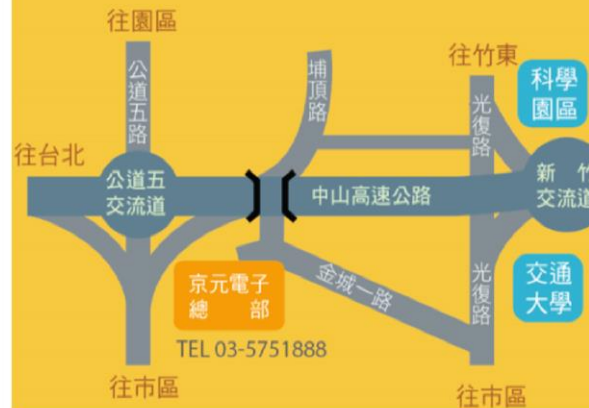 往園區
公道五路
埔頂路
往竹東
光復路
科學
園區
往台北
公道五
交流道
中山高速公路
新竹
交流道
京元電子
總部
金城一路
光復路
交通
大學
TEL 03-5751888
往市區
往市區